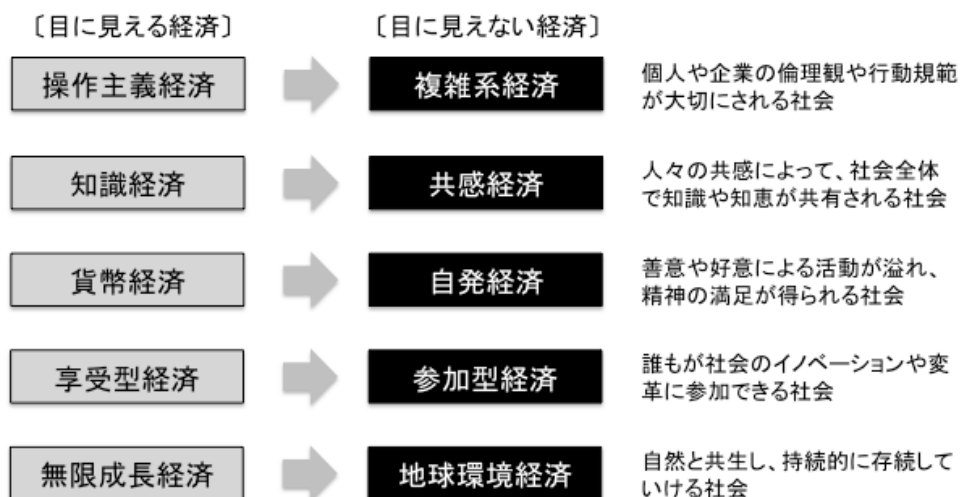 〔目に見える経済〕
〔目に見えない経済〕
操作主義経済
複雑系経済
個人や企業の倫理観や行動規範
が大切にされる社会
知識経済
共感経済
人々の共感によって、社会全体
で知識や知恵が共有される社会
貨幣経済
自発経済
善意や好意による活動が溢れ、
精神の満足が得られる社会
享受型経済
参加型経済
誰もが社会のイノベーションや変
革に参加できる社会
無限成長経済
地球環境経済
自然と共生し、持続的に存続して
いける社会